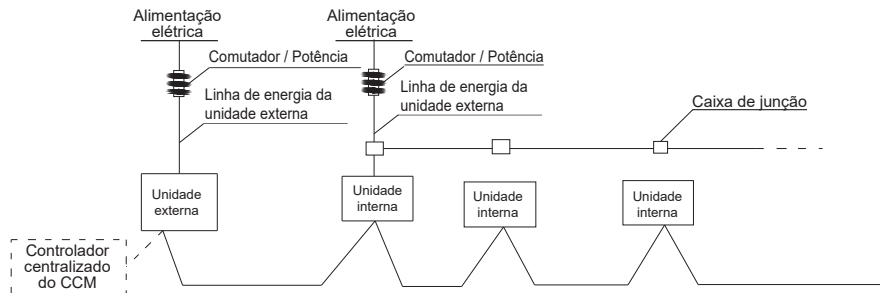 Alimentação
elétrica
Alimentação
elétrica
Comutador / Potência
Comutador / Potência
Linha de energia da
unidade externa
Linha de energia da
unidade externa
Caixa de junção
Unidade
externa
Unidade
interna
Unidade
interna
Unidade
interna
Controlador
centralizado
do CCM